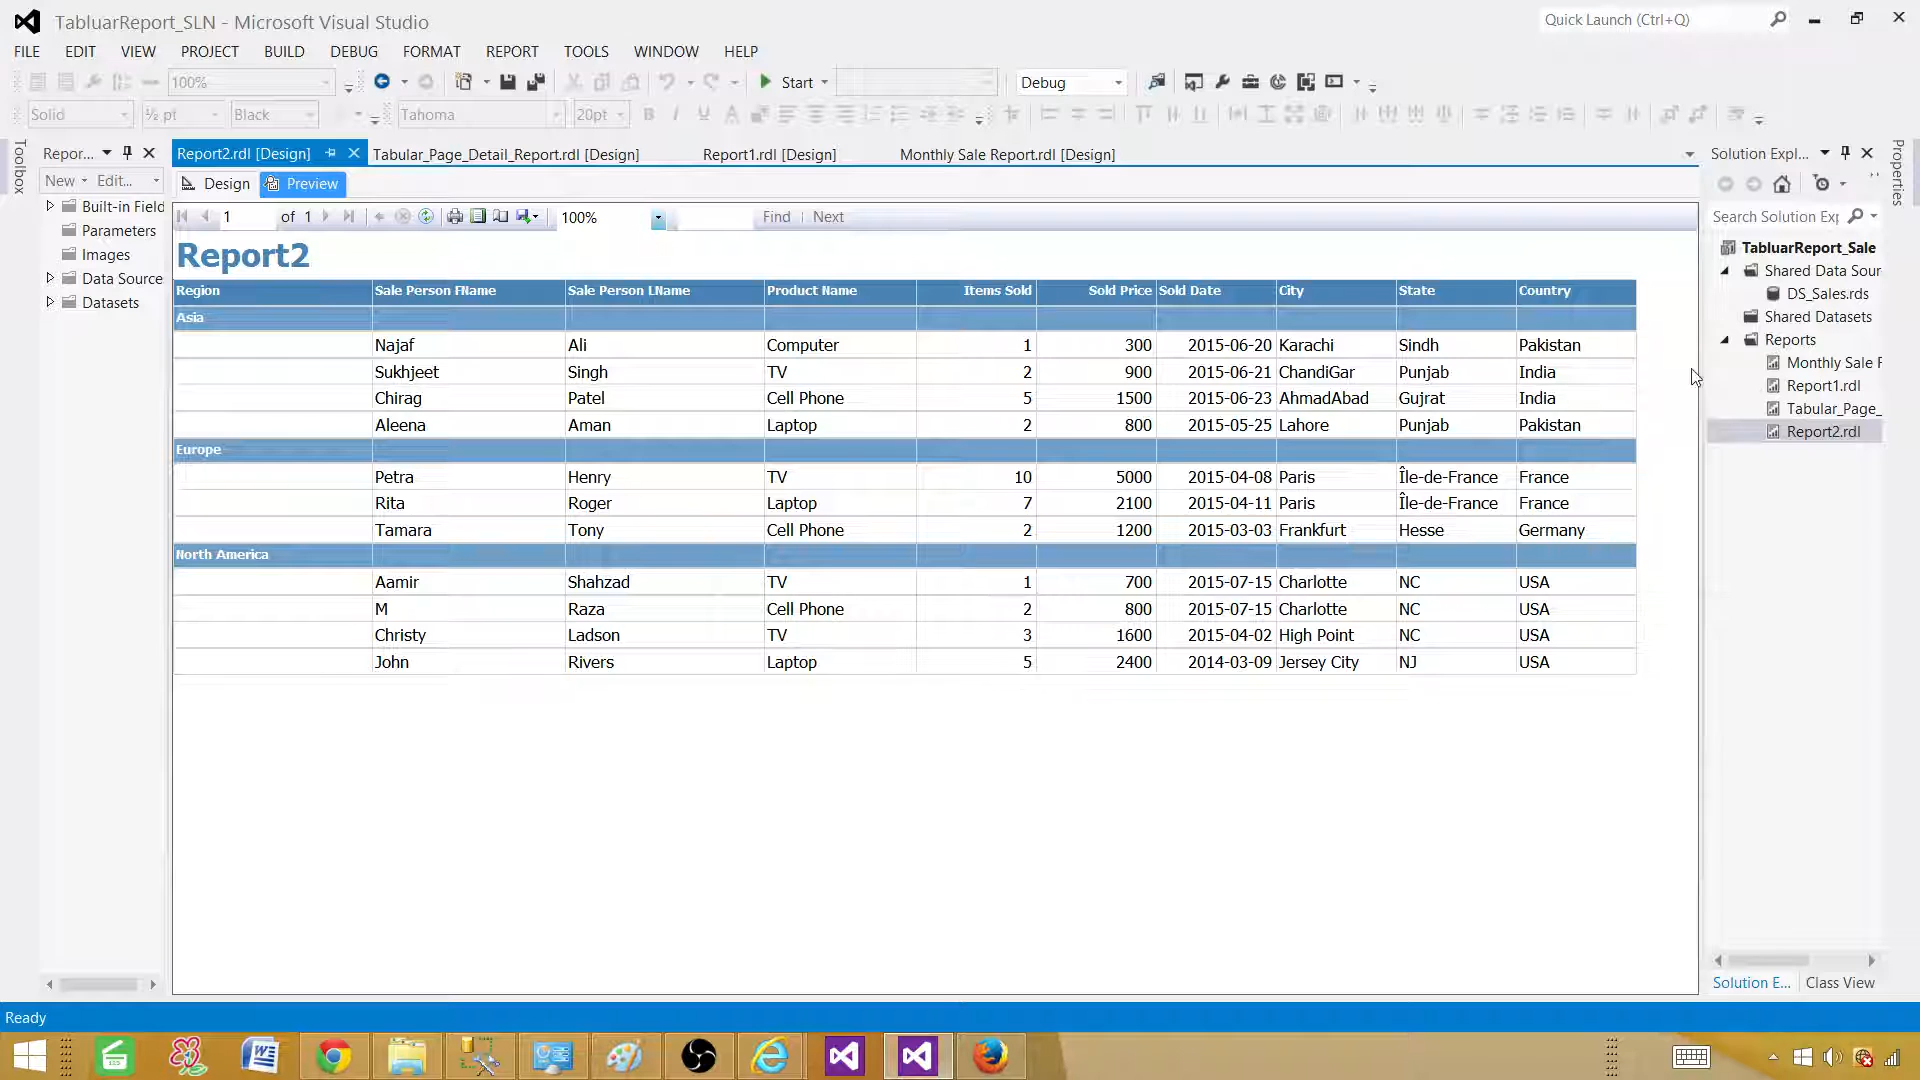 TabluarReport_SLN - Microsoft Visual Studio
Quick Launch (Ctrl+Q)
FILE EDIT VIEW PROJECT BUILD DEBUG FORMAT REPORT TOOLS WINDOW HELP
100% Start Debug
Solid ½ pt Black Tahoma 20pt B I U A
Toolbox
Repor...
Report2.rdl [Design] Tabular_Page_Detail_Report.rdl [Design] Report1.rdl [Design] Monthly Sale Report.rdl [Design]
Solution Expl...
Properties
New Edit...
Design Preview
Built-in Field
Parameters
Images
Data Source
Datasets
1 of 1 100% Find Next
Report2
Region Sale Person FName Sale Person LName Product Name Items Sold Sold Price Sold Date City State Country
Asia
Najaf Ali Computer 1 300 2015-06-20 Karachi Sindh Pakistan
Sukhjeet Singh TV 2 900 2015-06-21 ChandiGar Punjab India
Chirag Patel Cell Phone 5 1500 2015-06-23 AhmadAbad Gujrat India
Aleena Aman Laptop 2 800 2015-05-25 Lahore Punjab Pakistan
Europe
Petra Henry TV 10 5000 2015-04-08 Paris Île-de-France France
Rita Roger Laptop 7 2100 2015-04-11 Paris Île-de-France France
Tamara Tony Cell Phone 2 1200 2015-03-03 Frankfurt Hesse Germany
North America
Aamir Shahzad TV 1 700 2015-07-15 Charlotte NC USA
M Raza Cell Phone 2 800 2015-07-15 Charlotte NC USA
Christy Ladson TV 3 1600 2015-04-02 High Point NC USA
John Rivers Laptop 5 2400 2014-03-09 Jersey City NJ USA
Search Solution Exp
TabluarReport_Sale
Shared Data Sour
DS_Sales.rds
Shared Datasets
Reports
Monthly Sale F
Report1.rdl
Tabular_Page_
Report2.rdl
Solution E... Class View
Ready